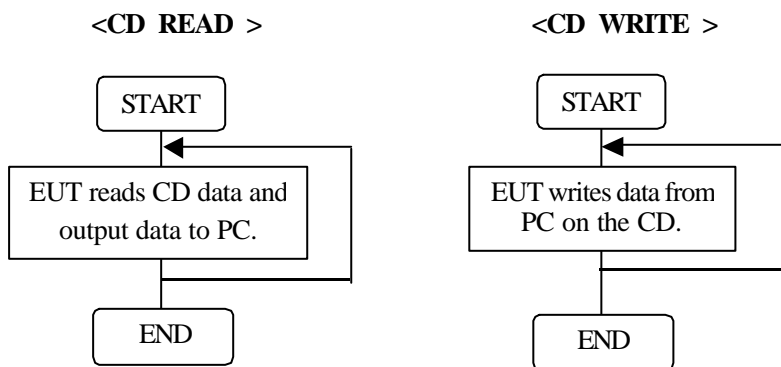 <CD READ >
START
EUT reads CD data and
output data to PC.
END
<CD WRITE >
START
EUT writes data from
PC on the CD.
END